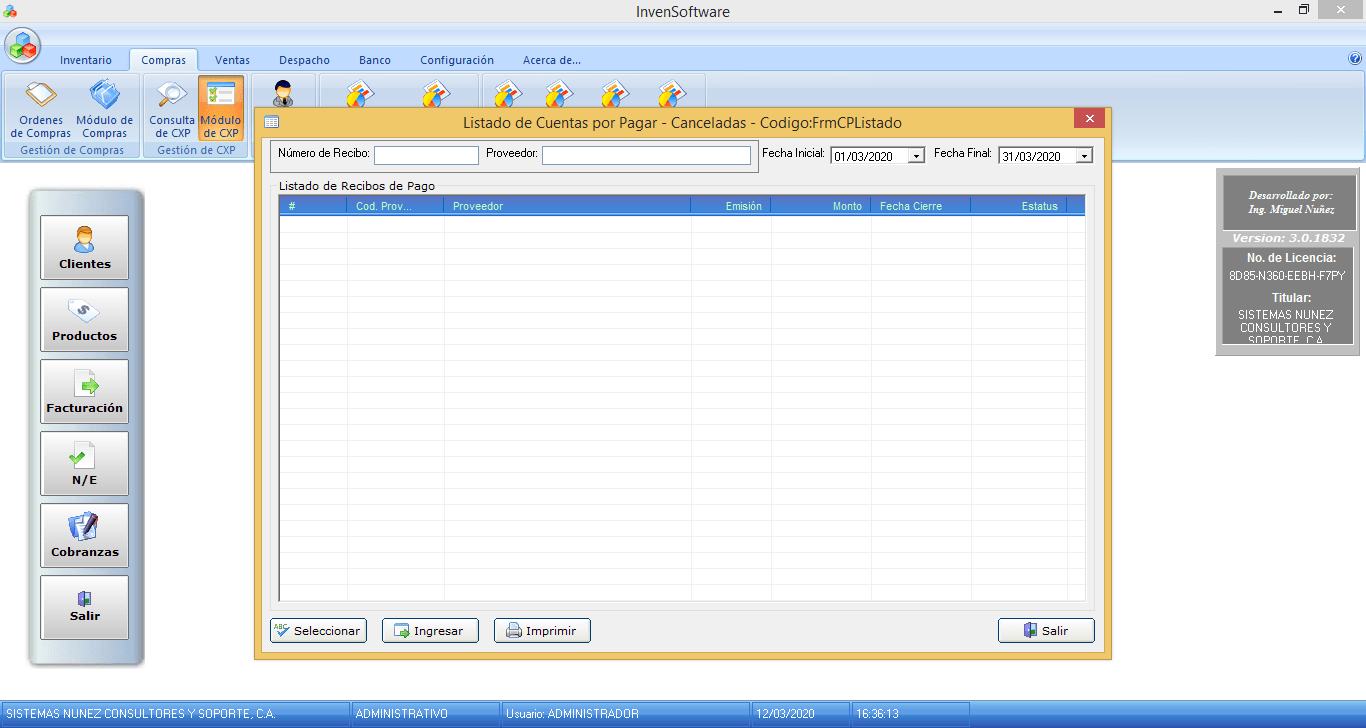 InvenSoftware
Inventario Compras Ventas Despacho Banco Configuración Acerca de...
Ordenes de Compras
Módulo de Compras
Consulta de CXP
Módulo de CXP
Gestión de Compras
Gestión de CXP
Listado de Cuentas por Pagar - Canceladas - Codigo:FrmCPListado
Número de Recibo: Proveedor: Fecha Inicial: 01/03/2020 Fecha Final: 31/03/2020
Listado de Recibos de Pago
# Cod. Prov... Proveedor Emisión Monto Fecha Cierre Estatus
Seleccionar Ingresar Imprimir Salir
Clientes
Productos
$
Facturación
N/E
Cobranzas
Salir
Desarrollado por:
Ing. Miguel Nuñez
Version: 3.0.1832
No. de Licencia:
8D85-N360-EEBH-F7PY
Titular:
SISTEMAS NUNEZ
CONSULTORES Y
SOPORTE, C.A.
SISTEMAS NUNEZ CONSULTORES Y SOPORTE, C.A. ADMINISTRATIVO Usuario: ADMINISTRADOR 12/03/2020 16:36:13